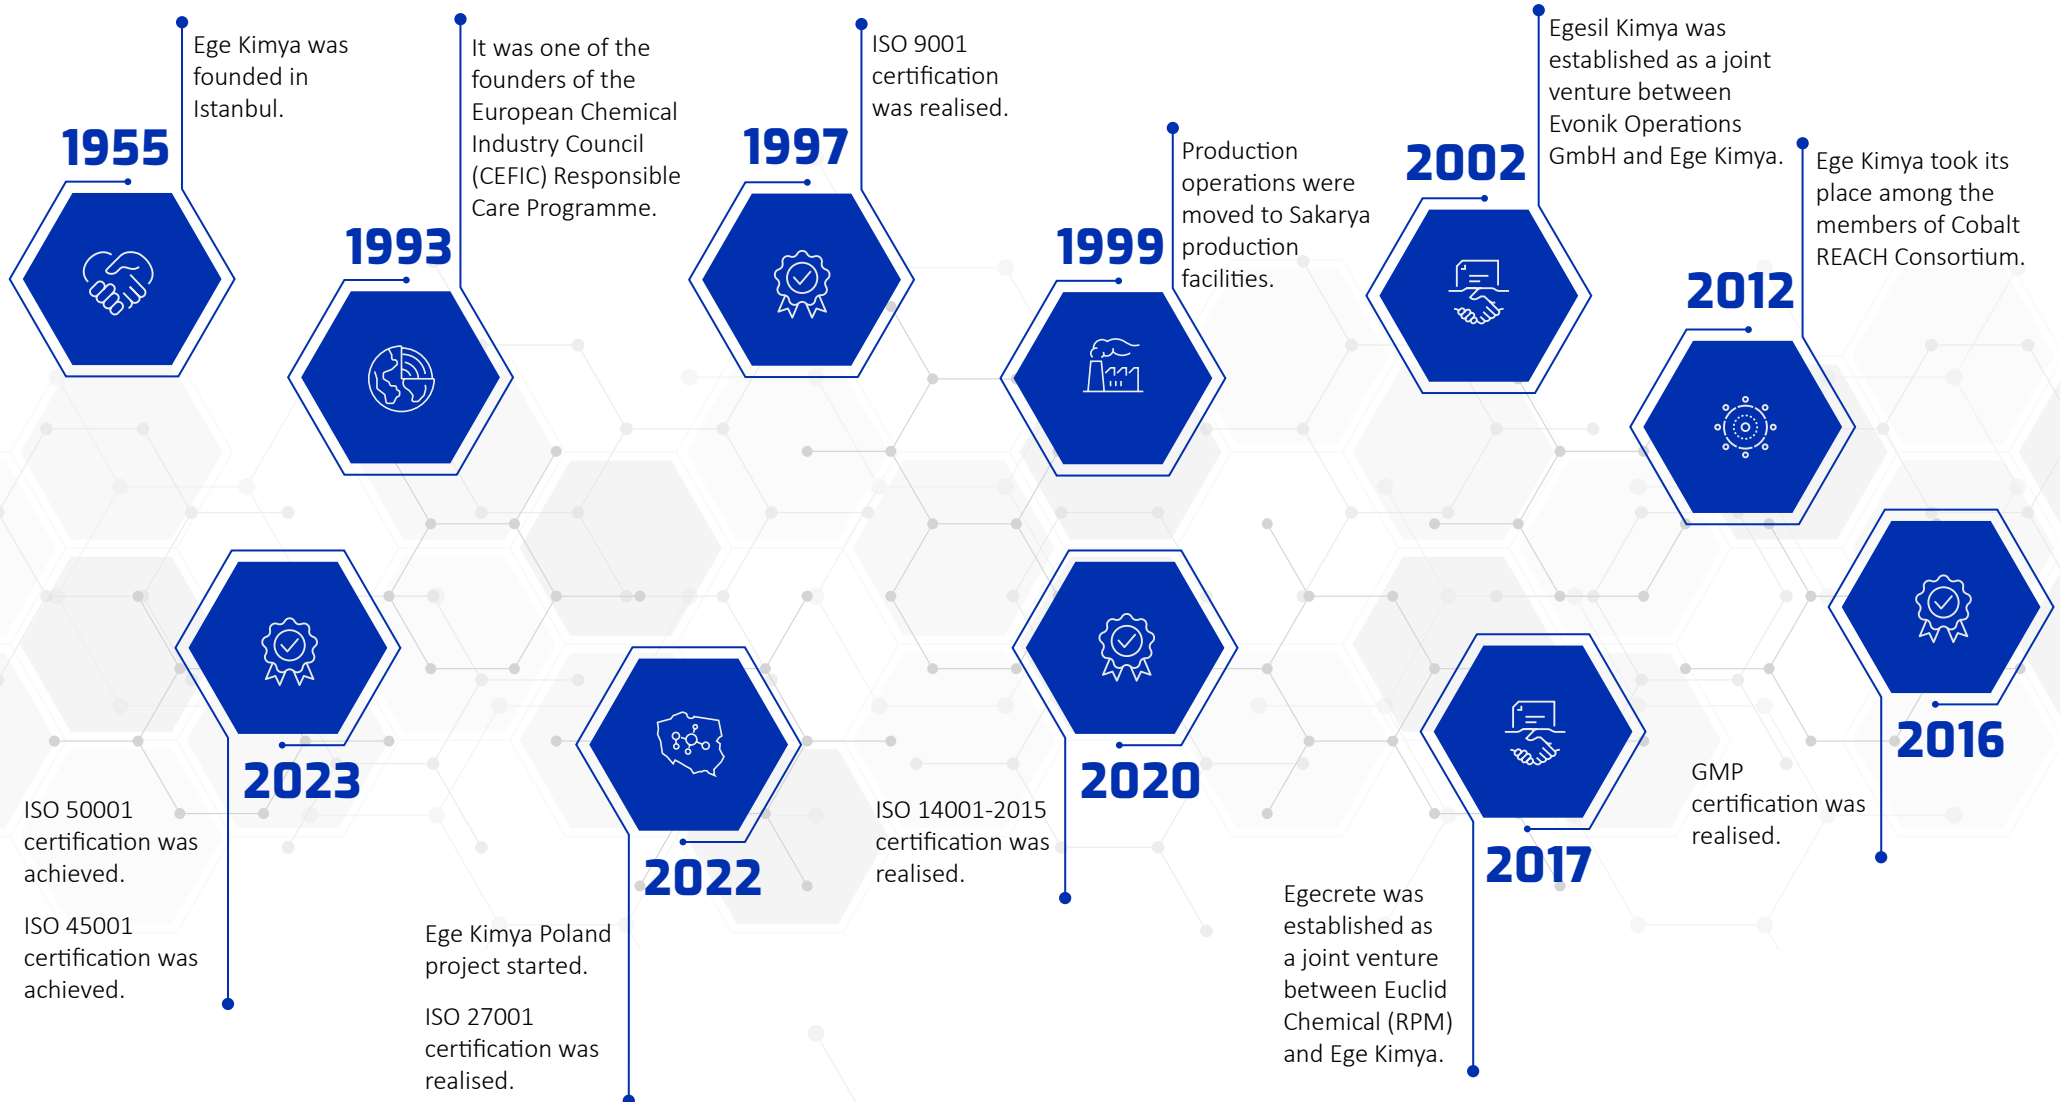 1955
Ege Kimya was
founded in
Istanbul.
1993
It was one of the
founders of the
European Chemical
Industry Council
(CEFIC) Responsible
Care Programme.
1997
ISO 9001
certification
was realised.
1999
Production
operations were
moved to Sakarya
production
facilities.
2002
Egesil Kimya was
established as a joint
venture between
Evonik Operations
GmbH and Ege Kimya.
2012
Ege Kimya took its
place among the
members of Cobalt
REACH Consortium.
2016
GMP
certification was
realised.
2017
Egecrete was
established as
a joint venture
between Euclid
Chemical (RPM)
and Ege Kimya.
2020
ISO 14001-2015
certification was
realised.
2022
Ege Kimya Poland
project started.
ISO 27001
certification was
realised.
2023
ISO 50001
certification was
achieved.
ISO 45001
certification was
achieved.